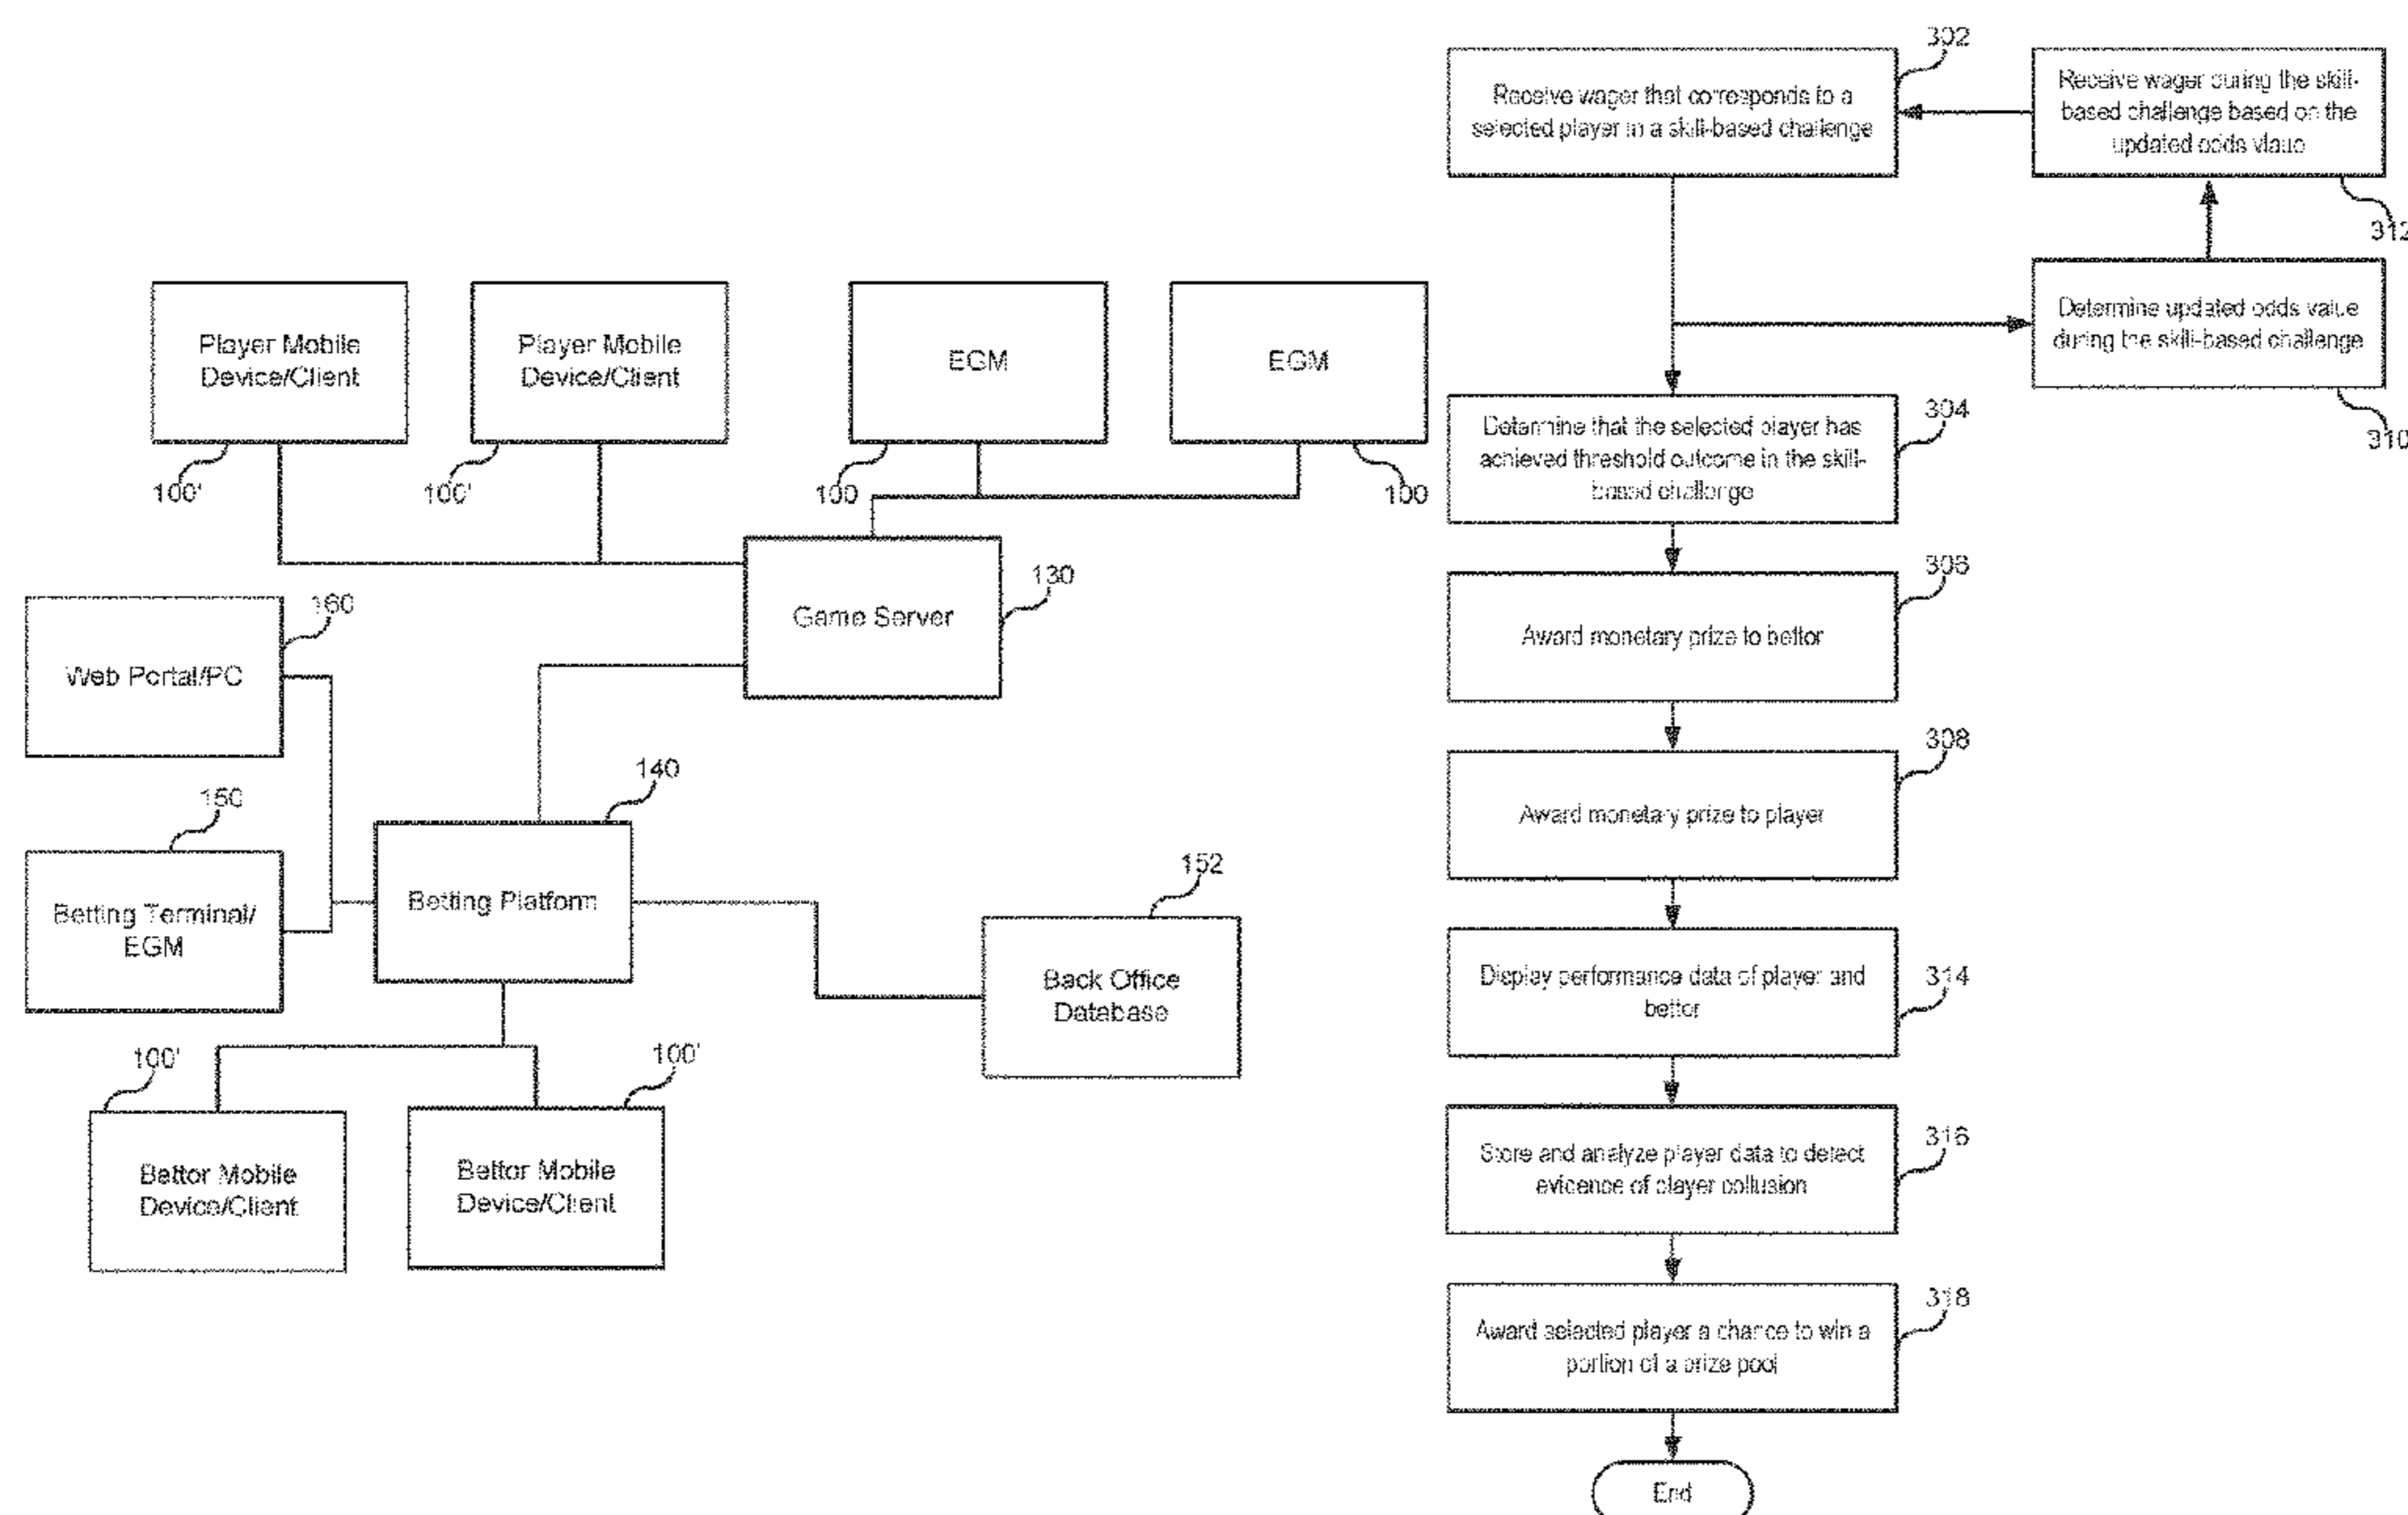 Player Mobile
Device/Client
100'
Player Mobile
Device/Client
100'
EGM
100
EGM
100
Game Server
130
Web Portal/PC
160
Betting Terminal/
EGM
150
Betting Platform
140
Back Office
Database
152
Bettor Mobile
Device/Client
100'
Bettor Mobile
Device/Client
100'
Receive wager that corresponds to a
selected player in a skill-based challenge
302
Receive wager during the skill-
based challenge based on the
updated odds vlaue
312
Determine updated odds value
during the skill-based challenge
310
Determine that the selected player has
achieved threshold outcome in the skill-
based challenge
304
Award monetary prize to bettor
306
Award monetary prize to player
308
Display performance data of player and
bettor
314
Store and analyze player data to detect
evidence of player collusion
316
Award selected player a chance to win a
portion of a prize pool
318
End